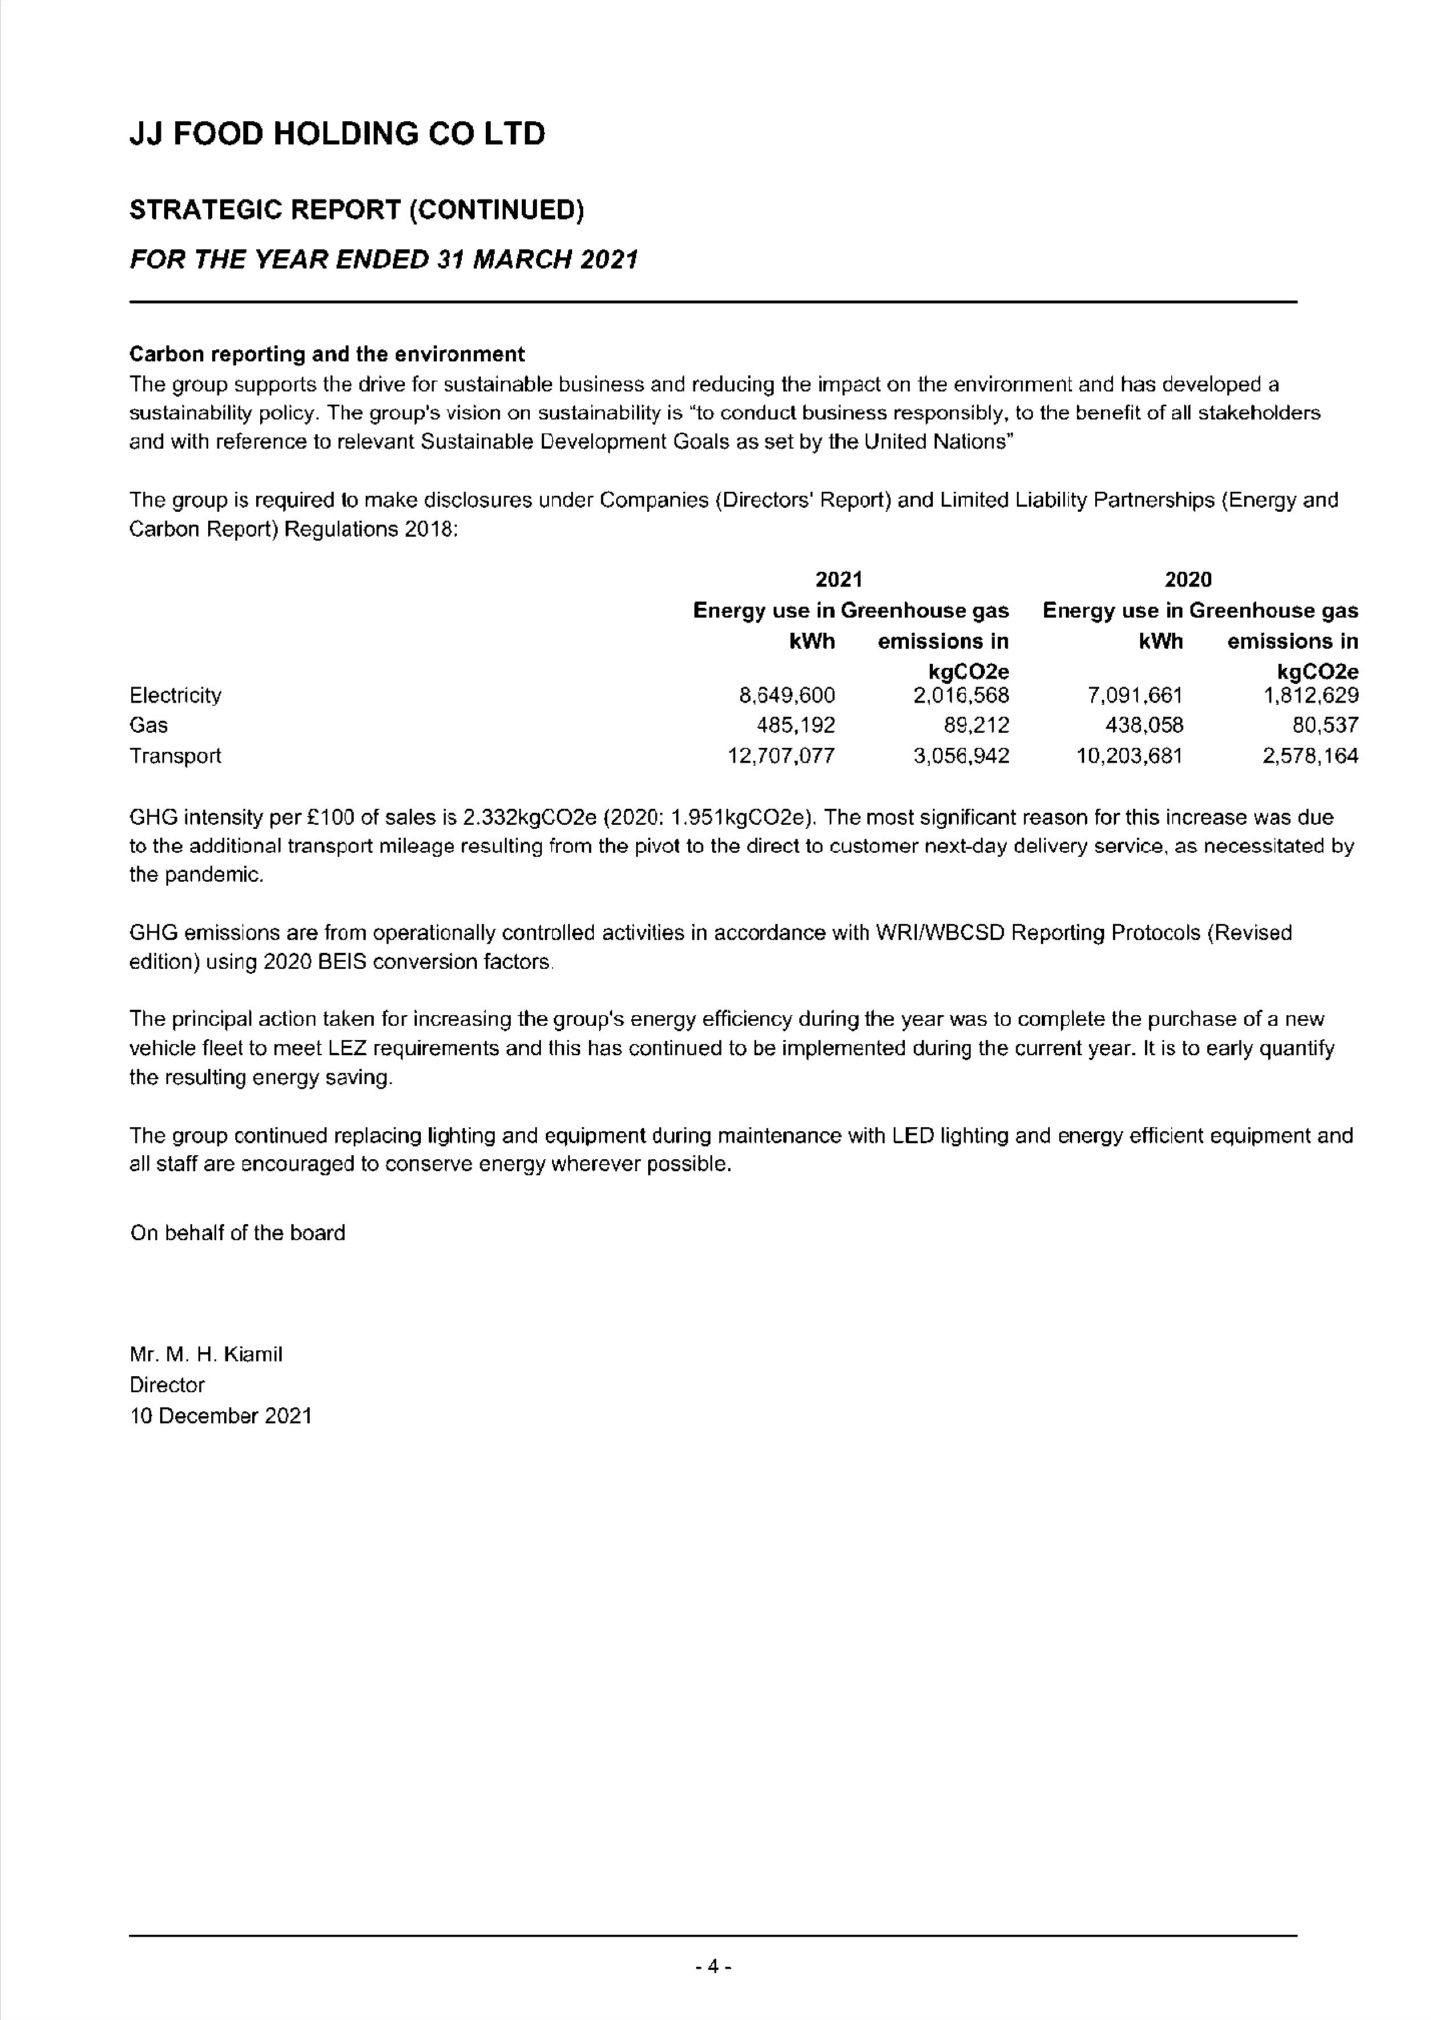 JJ FOOD HOLDING CO LTD
STRATEGIC REPORT (CONTINUED)
FOR THE YEAR ENDED 31 MARCH 2021
Carbon reporting and the environment
The group supports the drive for sustainable business and reducing the impact on the environment and has developed a
sustainability policy. The group's vision on sustainability is “to conduct business responsibly, to the benefit of all stakeholders
and with reference to relevant Sustainable Development Goals as set by the United Nations”
The group is required to make disclosures under Companies (Directors' Report) and Limited Liability Partnerships (Energy and
Carbon Report) Regulations 2018:
2021 2020
Energy use in Greenhouse gas Energy use in Greenhouse gas
kWh emissions in kWh emissions in
kgCO2e kgCO2e
Electricity 8,649,600 2,016,568 7,091,661 1,812,629
Gas 485,192 89,212 438,058 80,537
Transport 12,707,077 3,056,942 10,203,681 2,578,164
GHG intensity per £100 of sales is 2.332kgCO2e (2020: 1.951kgCO2e). The most significant reason for this increase was due
to the additional transport mileage resulting from the pivot to the direct to customer next-day delivery service, as necessitated by
the pandemic.
GHG emissions are from operationally controlled activities in accordance with WRI/WBCSD Reporting Protocols (Revised
edition) using 2020 BEIS conversion factors.
The principal action taken for increasing the group's energy efficiency during the year was to complete the purchase of a new
vehicle fleet to meet LEZ requirements and this has continued to be implemented during the current year. It is to early quantify
the resulting energy saving.
The group continued replacing lighting and equipment during maintenance with LED lighting and energy efficient equipment and
all staff are encouraged to conserve energy wherever possible.
On behalf of the board
Mr. M. H. Kiamil
Director
10 December 2021
- 4 -